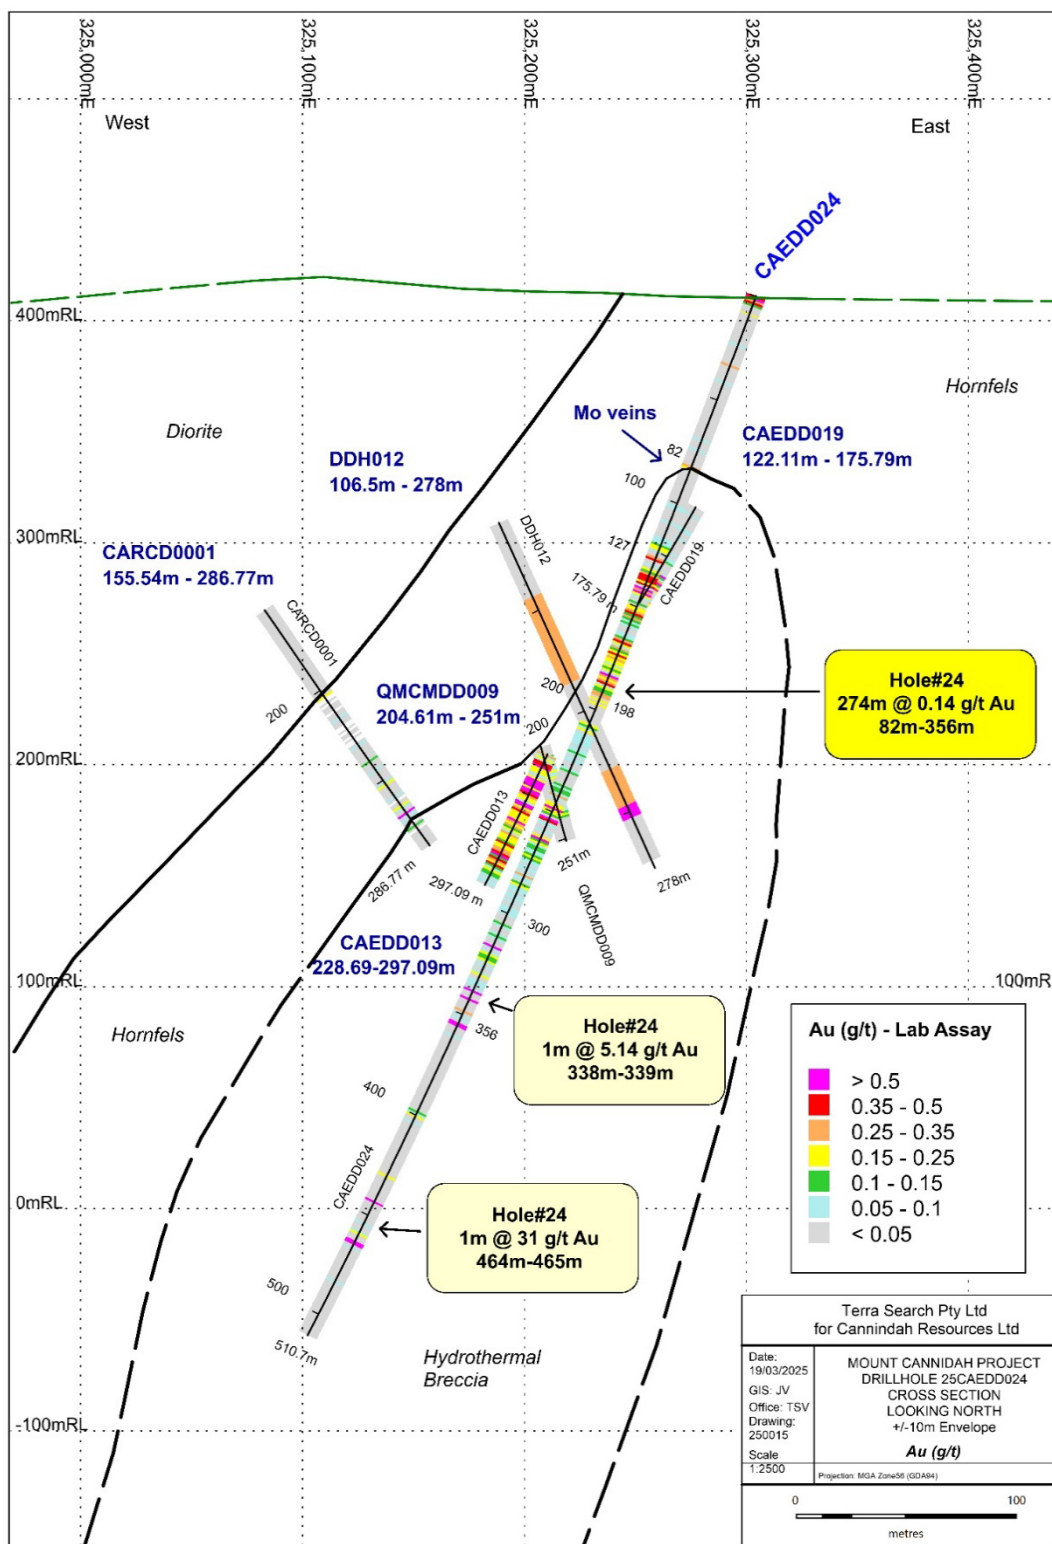 325,000mE
325,100mE
325,200mE
325,300mE
325,400mE
West
East
CAEDD024
400mRL
Hornfels
Diorite
Mo veins
CAEDD019
122.11m - 175.79m
DDH012
106.5m - 278m
82
100
300mRL
DDH012
127
CAEDD019
CARCD0001
155.54m - 286.77m
175.79 m
CARCD0001
QMCMDD009
204.61m - 251m
200
200
200
198
Hole#24
274m @ 0.14 g/t Au
82m-356m
200mRL
CAEDD013
251m
278m
286.77 m
297.09 m
QMCMDD009
300
CAEDD013
228.69-297.09m
100mRL
100mR
Hornfels
Hole#24
1m @ 5.14 g/t Au
338m-339m
356
400
Au (g/t) - Lab Assay
> 0.5
0.35 - 0.5
0.25 - 0.35
0.15 - 0.25
0.1 - 0.15
0.05 - 0.1
< 0.05
CAEDD024
0mRL
Hole#24
1m @ 31 g/t Au
464m-465m
500
510.7m
Hydrothermal
Breccia
-100mRL
Terra Search Pty Ltd
for Cannindah Resources Ltd
Date:
19/03/2025
GIS: JV
Office: TSV
Drawing:
250015
Scale
1:2500
MOUNT CANNIDAH PROJECT
DRILLHOLE 25CAEDD024
CROSS SECTION
LOOKING NORTH
+/-10m Envelope
Au (g/t)
Projection: MGA Zone56 (GDA94)
0
100
metres